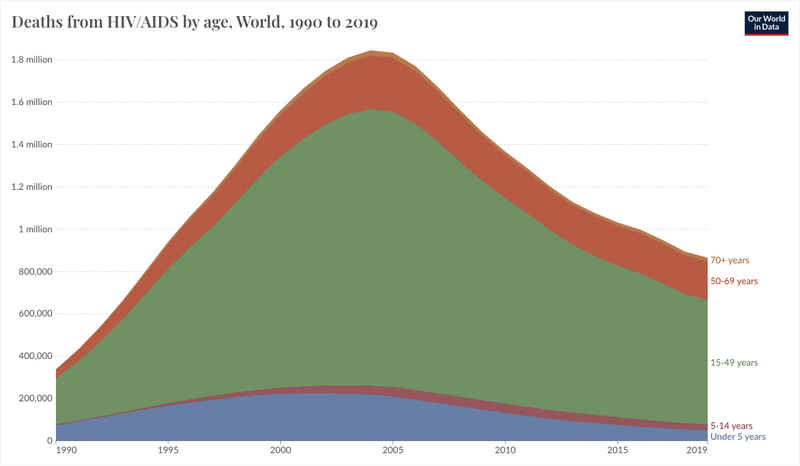 Deaths from HIV/AIDS by age, World, 1990 to 2019
Our World
in Data
1.8 million
1.6 million
1.4 million
1.2 million
1 million
800,000
600,000
400,000
200,000
0
70+ years
50-69 years
15-49 years
5-14 years
Under 5 years
1990
1995
2000
2005
2010
2015
2019